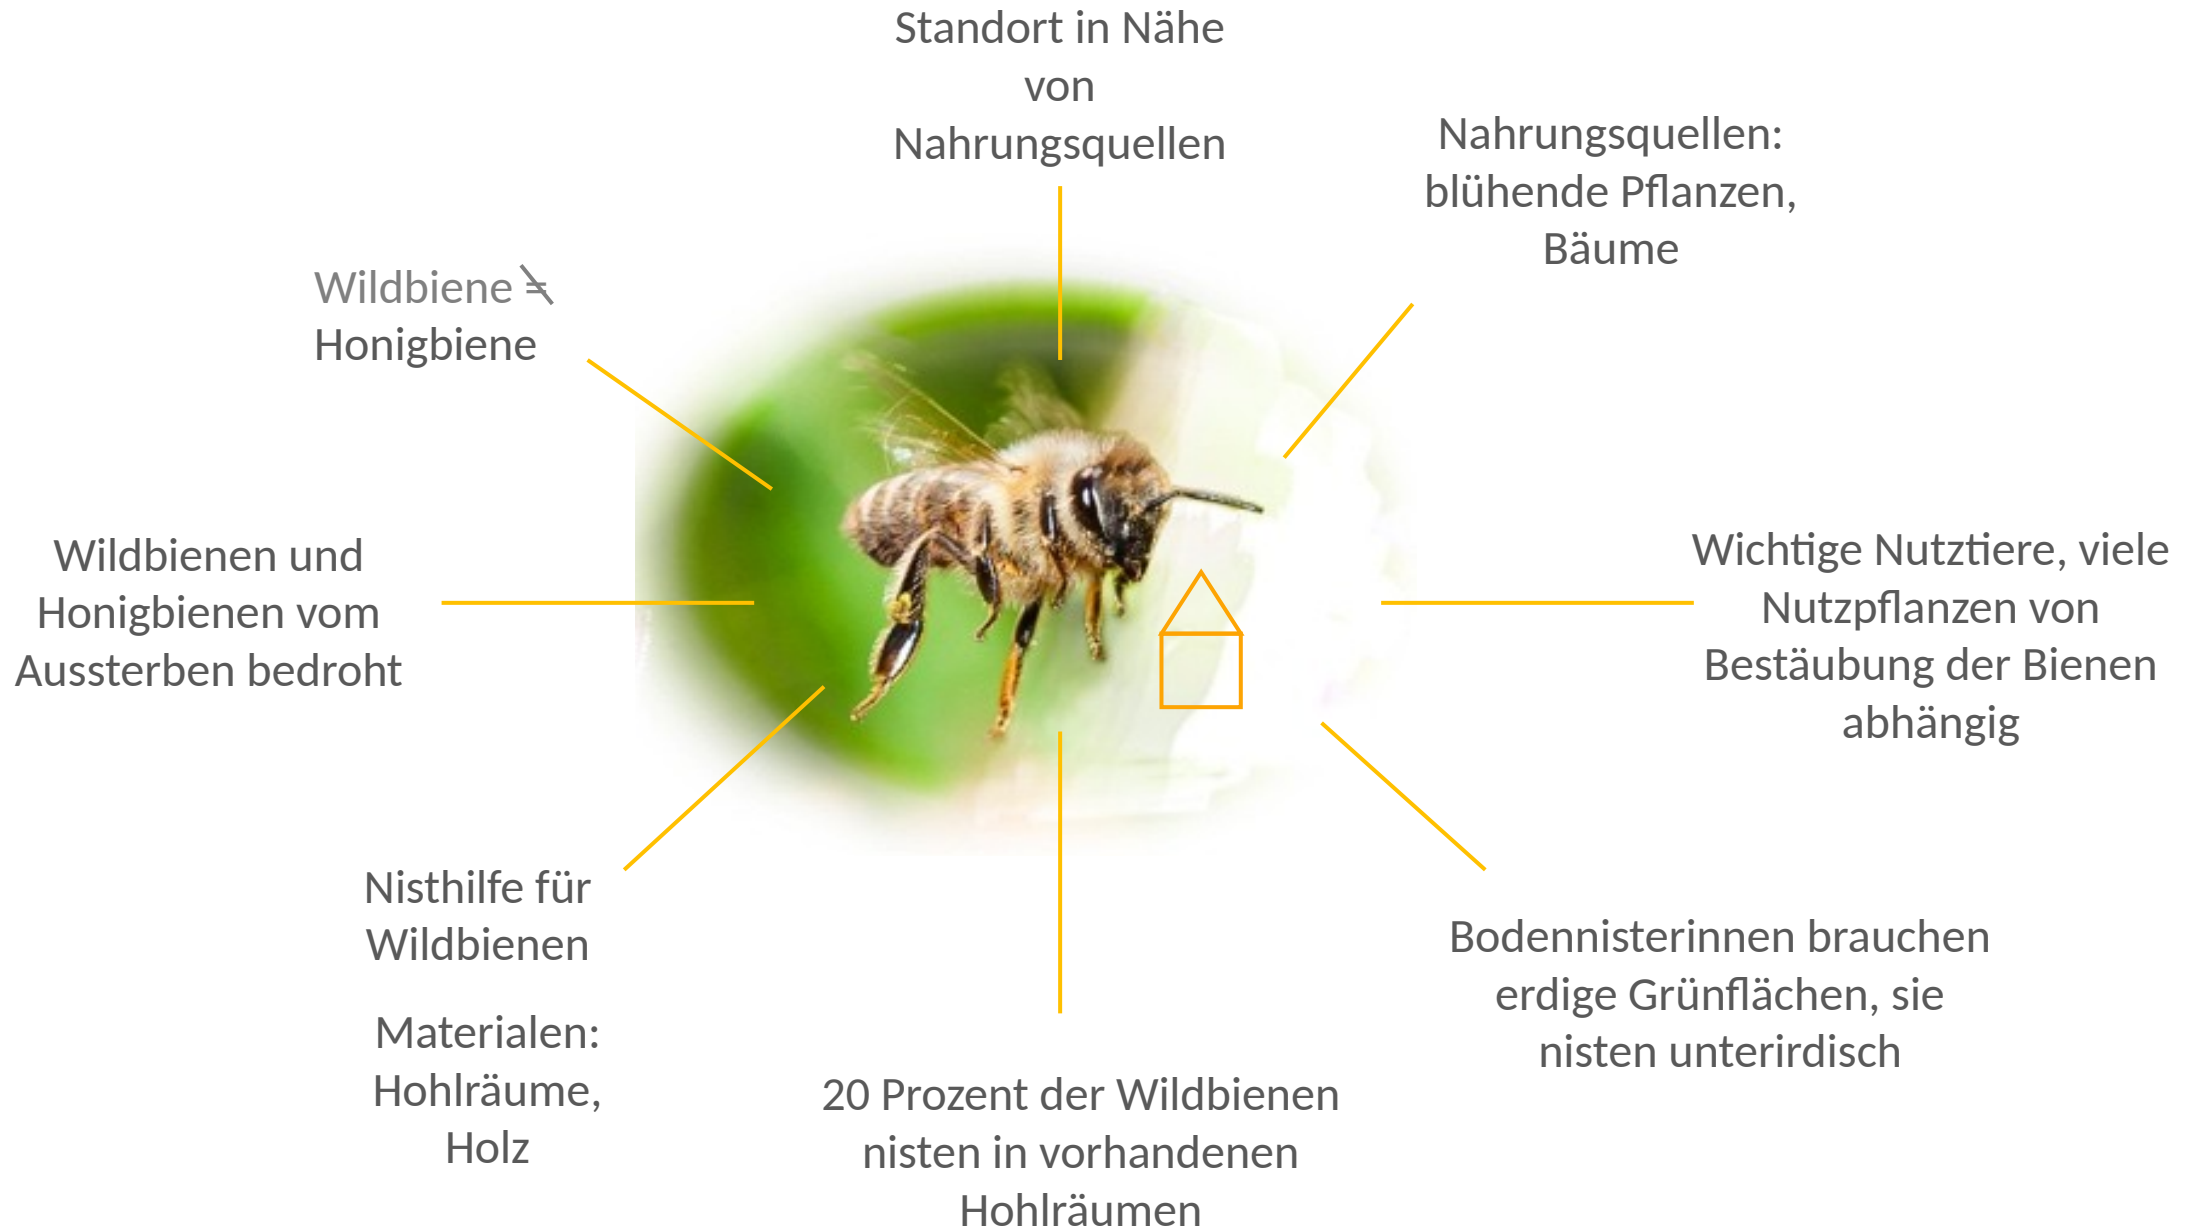 Standort in Nähe
von
Nahrungsquellen
Nahrungsquellen:
blühende Pflanzen,
Bäume
Wildbiene ≠
Honigbiene
Wildbienen und
Honigbienen vom
Aussterben bedroht
Wichtige Nutztiere, viele
Nutzpflanzen von
Bestäubung der Bienen
abhängig
Nisthilfe für
Wildbienen
Materialen:
Hohlräume,
Holz
20 Prozent der Wildbienen
nisten in vorhandenen
Hohlräumen
Bodennisterinnen brauchen
erdige Grünflächen, sie
nisten unterirdisch